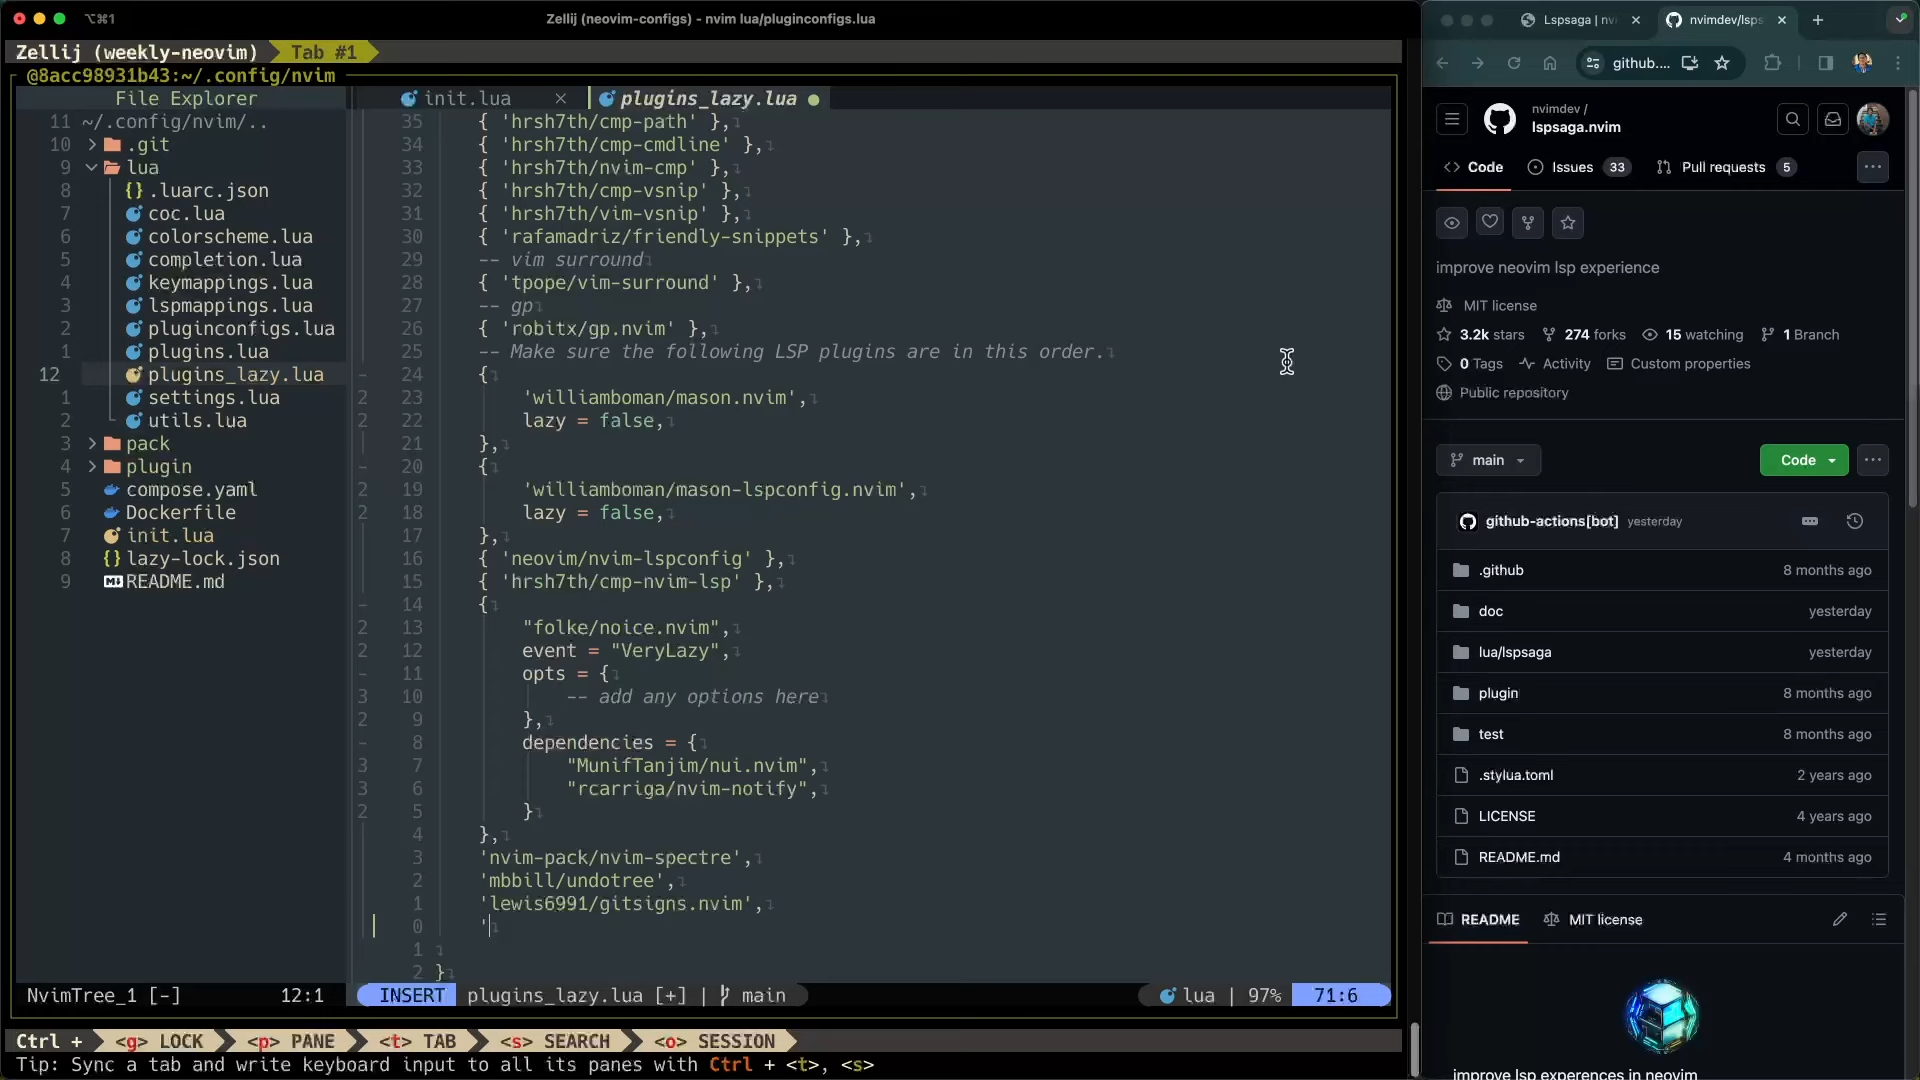 ⌥⌘1
Zellij (neovim-configs) - nvim lua/pluginconfigs.lua
Zellij (weekly-neovim) Tab #1
@8acc98931b43:~/.config/nvim
File Explorer
11 ~/.config/nvim/..
10 .git
9 lua
8 {} .luarc.json
7 coc.lua
6 colorscheme.lua
5 completion.lua
4 keymappings.lua
3 lspmappings.lua
2 pluginconfigs.lua
1 plugins.lua
12 plugins_lazy.lua
1 settings.lua
2 utils.lua
3 pack
4 plugin
5 compose.yaml
6 Dockerfile
7 init.lua
8 {} lazy-lock.json
9 README.md
NvimTree_1 [-] 12:1
init.lua × plugins_lazy.lua ●
35 { 'hrsh7th/cmp-path' },
34 { 'hrsh7th/cmp-cmdline' },
33 { 'hrsh7th/nvim-cmp' },
32 { 'hrsh7th/cmp-vsnip' },
31 { 'hrsh7th/vim-vsnip' },
30 { 'rafamadriz/friendly-snippets' },
29 -- vim surround
28 { 'tpope/vim-surround' },
27 -- gp
26 { 'robitx/gp.nvim' },
25 -- Make sure the following LSP plugins are in this order.
- 24 {
2 23 'williamboman/mason.nvim',
2 22 lazy = false,
21 },
- 20 {
2 19 'williamboman/mason-lspconfig.nvim',
2 18 lazy = false,
17 },
16 { 'neovim/nvim-lspconfig' },
15 { 'hrsh7th/cmp-nvim-lsp' },
- 14 {
2 13 "folke/noice.nvim",
2 12 event = "VeryLazy",
- 11 opts = {
3 10 -- add any options here
2 9 },
- 8 dependencies = {
3 7 "MunifTanjim/nui.nvim",
3 6 "rcarriga/nvim-notify",
2 5 }
4 },
3 'nvim-pack/nvim-spectre',
2 'mbbill/undotree',
1 'lewis6991/gitsigns.nvim',
0 '
1
2 }
INSERT plugins_lazy.lua [+] | main lua | 97% 71:6
Ctrl + <g> LOCK <p> PANE <t> TAB <s> SEARCH <o> SESSION
Tip: Sync a tab and write keyboard input to all its panes with Ctrl + <t>, <s>
Lspsaga | nv × nvimdev/lsps × +
github....
nvimdev /
lspsaga.nvim
Code Issues 33 Pull requests 5
improve neovim lsp experience
MIT license
3.2k stars 274 forks 15 watching 1 Branch
0 Tags Activity Custom properties
Public repository
main Code
github-actions[bot] yesterday
.github 8 months ago
doc yesterday
lua/lspsaga yesterday
plugin 8 months ago
test 8 months ago
.stylua.toml 2 years ago
LICENSE 4 years ago
README.md 4 months ago
README MIT license
improve lsp experences in neovim